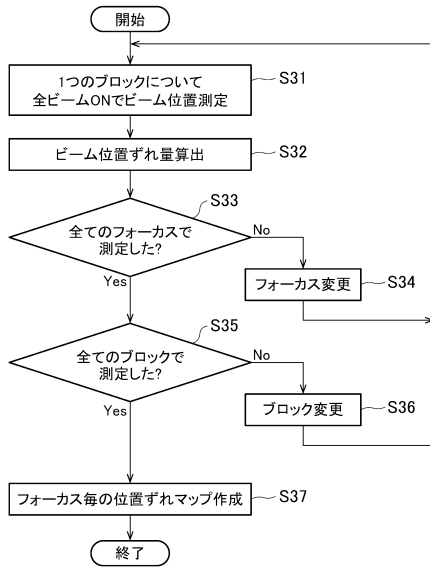 開始
1つのブロックについて
全ビームONでビーム位置測定
S31
ビーム位置ずれ量算出
S32
S33
全てのフォーカスで
測定した?
No
Yes
フォーカス変更
S34
S35
全てのブロックで
測定した?
No
Yes
ブロック変更
S36
フォーカス毎の位置ずれマップ作成
S37
終了